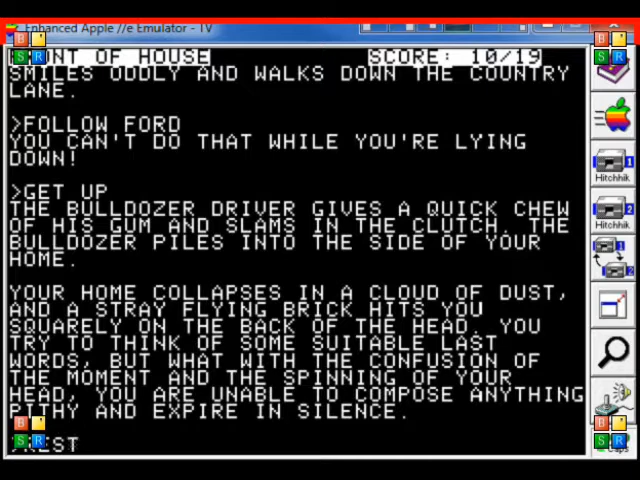 Enhanced Apple //e Emulator - TV
FRONT OF HOUSE SCORE: 10/19
SMILES ODDLY AND WALKS DOWN THE COUNTRY
LANE.
>FOLLOW FORD
YOU CAN'T DO THAT WHILE YOU'RE LYING
DOWN!
>GET UP
THE BULLDOZER DRIVER GIVES A QUICK CHEW
OF HIS GUM AND SLAMS IN THE CLUTCH. THE
BULLDOZER PILES INTO THE SIDE OF YOUR
HOME.
YOUR HOME COLLAPSES IN A CLOUD OF DUST,
AND A STRAY FLYING BRICK HITS YOU
SQUARELY ON THE BACK OF THE HEAD. YOU
TRY TO THINK OF SOME SUITABLE LAST
WORDS, BUT WHAT WITH THE CONFUSION OF
THE MOMENT AND THE SPINNING OF YOUR
HEAD, YOU ARE UNABLE TO COMPOSE ANYTHING
PITHY AND EXPIRE IN SILENCE.
>REST
1
Hitchhik
2
Hitchhik
1
2
Caps
B
S R
B
S R
B
S R
B
S R